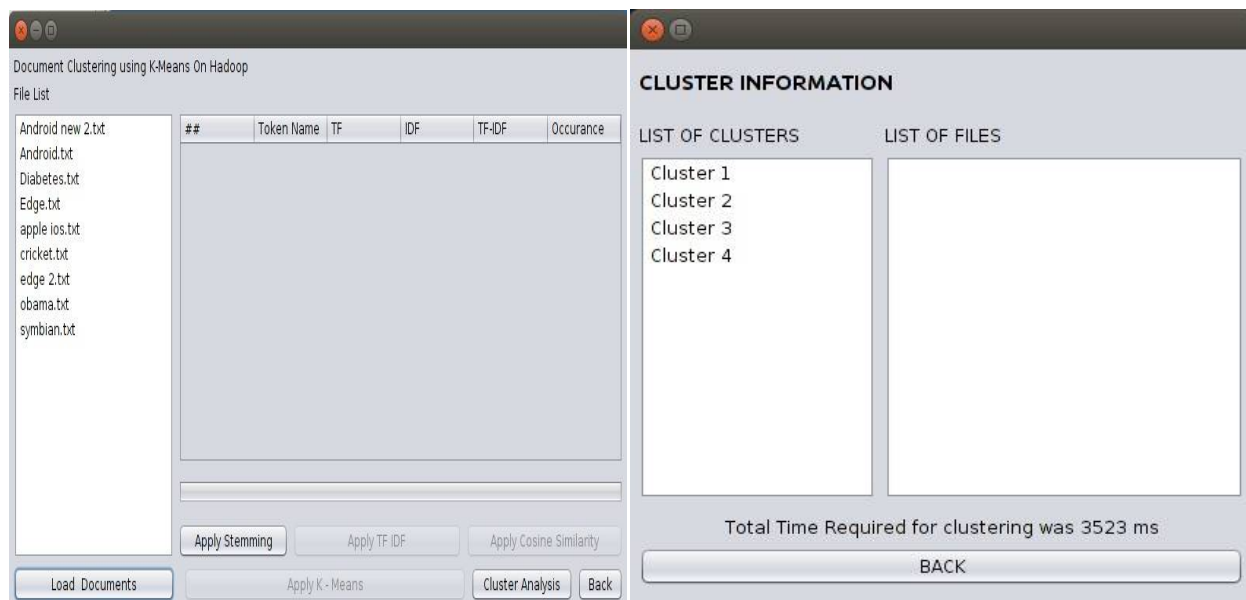 Document Clustering using K-Means On Hadoop
File List
Android new 2.txt
Android.txt
Diabetes.txt
Edge.txt
apple ios.txt
cricket.txt
edge 2.txt
obama.txt
symbian.txt
## Token Name TF IDF TF-IDF Occurance
Apply Stemming Apply TF IDF Apply Cosine Similarity
Load Documents Apply K - Means Cluster Analysis Back
CLUSTER INFORMATION
LIST OF CLUSTERS LIST OF FILES
Cluster 1
Cluster 2
Cluster 3
Cluster 4
Total Time Required for clustering was 3523 ms
BACK